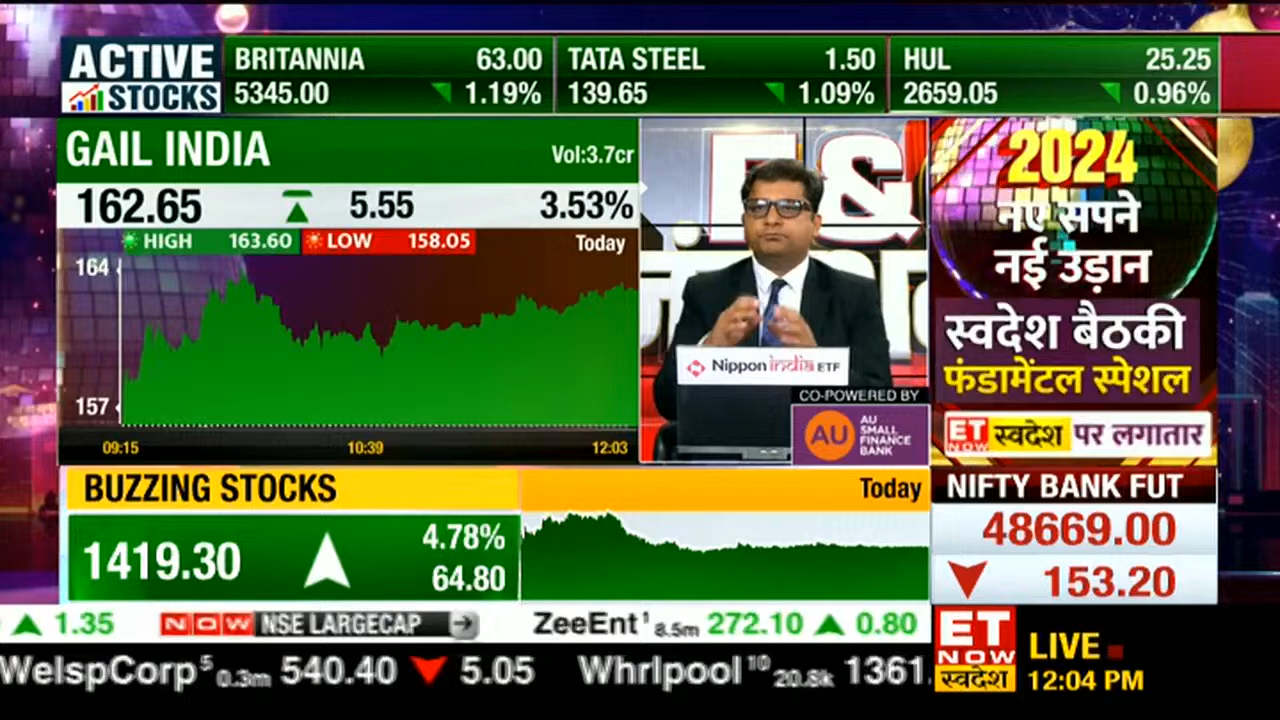 ACTIVE
STOCKS
BRITANNIA 63.00
5345.00 1.19%
TATA STEEL 1.50
139.65 1.09%
HUL 25.25
2659.05 0.96%
GAIL INDIA Vol:3.7cr
162.65 5.55 3.53%
HIGH 163.60 LOW 158.05 Today
164
157
09:15 10:39 12:03
E&
Nippon india ETF
CO-POWERED BY
AU
AU
SMALL
FINANCE
BANK
2024
नए सपने
नई उड़ान
स्वदेश बैठकी
फंडामेंटल स्पेशल
ET
NOW
स्वदेश पर लगातार
BUZZING STOCKS Today
1419.30
4.78%
64.80
NIFTY BANK FUT
48669.00
153.20
1.35 NOW NSE LARGECAP ZeeEnt 1 8.5m 272.10 0.80
WelspCorp 5 0.3m 540.40 5.05 Whrlpool 10 20.8k 1361
ET
NOW
स्वदेश
LIVE
12:04 PM